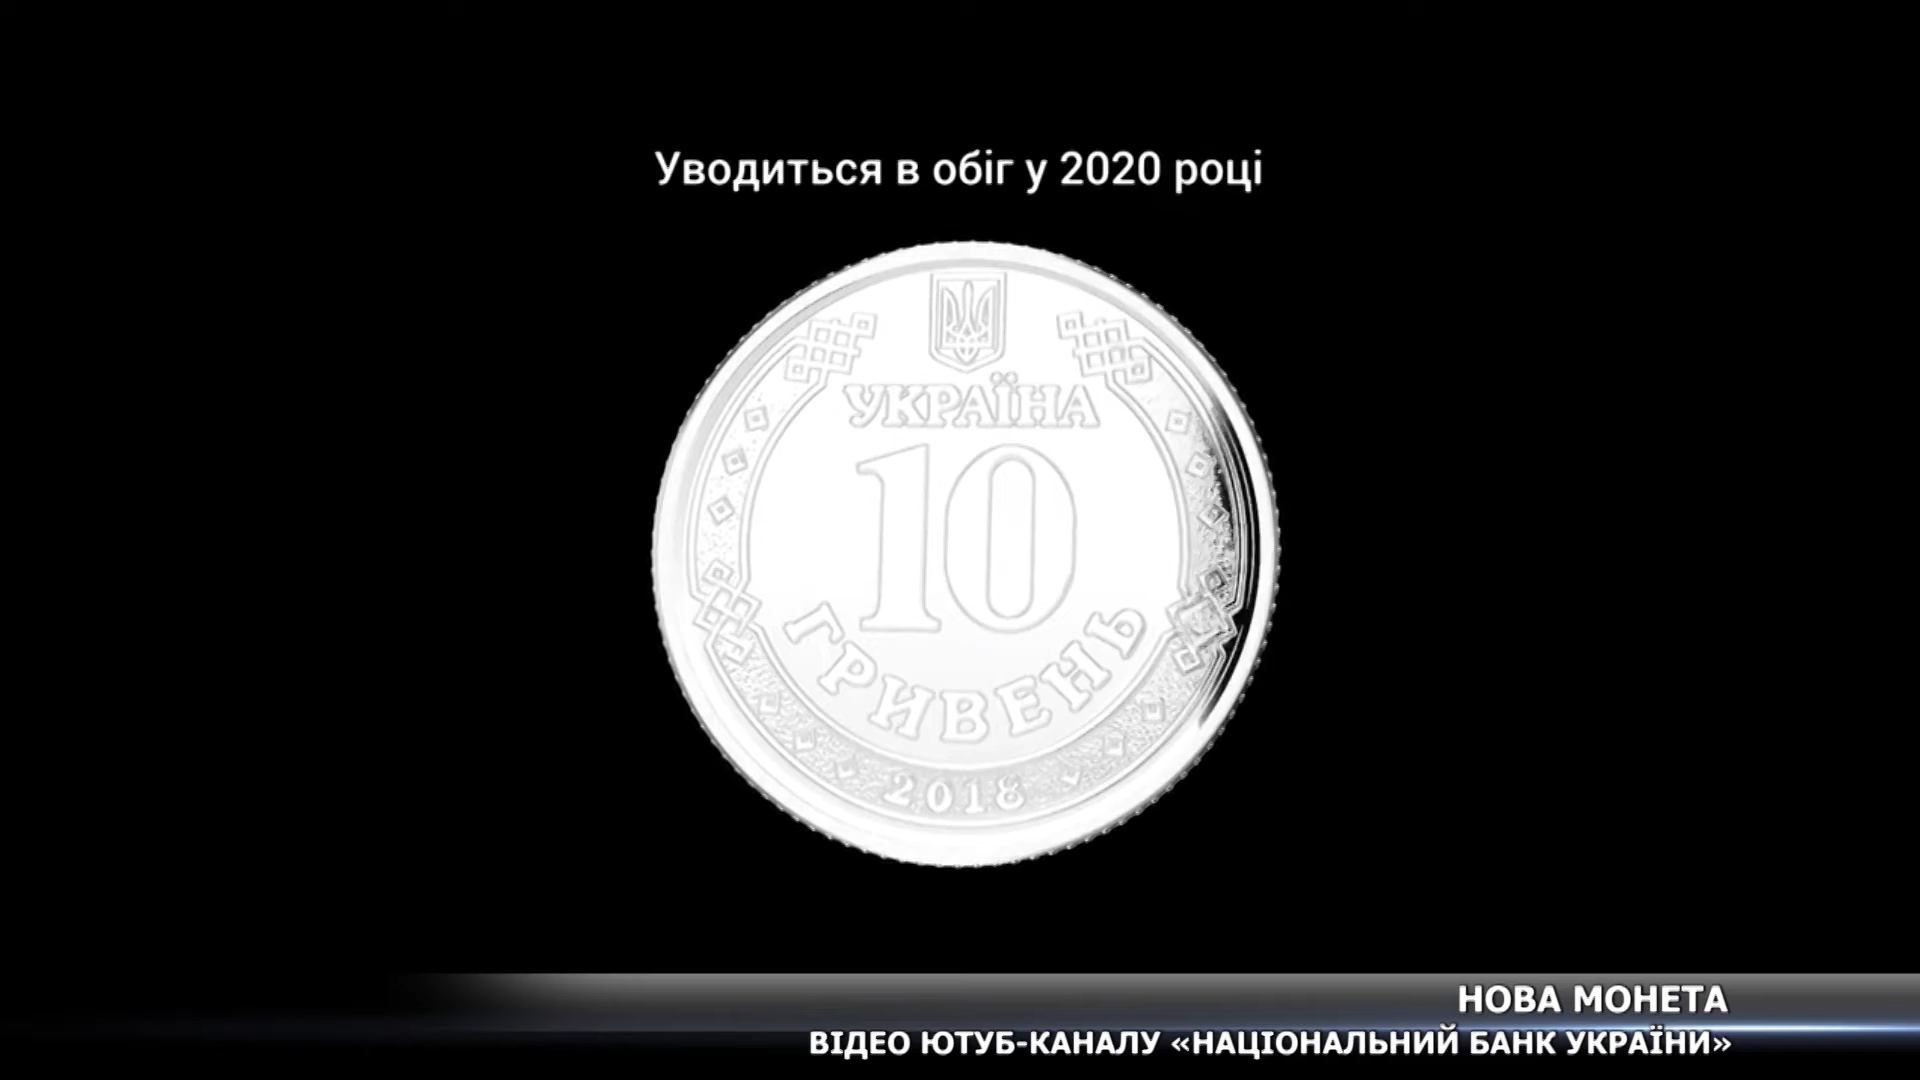 Уводиться в обіг у 2020 році
УКРАЇНА
10
ГРИВЕНЬ
2018
НОВА МОНЕТА
ВІДЕО ЮТУБ-КАНАЛУ «НАЦІОНАЛЬНИЙ БАНК УКРАЇНИ»